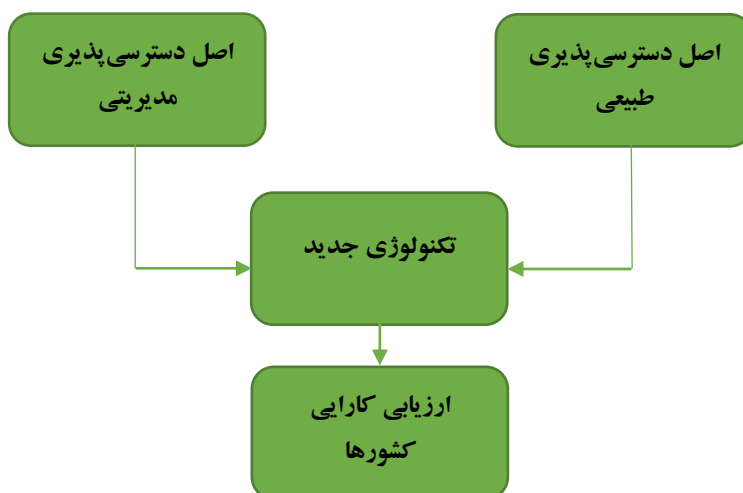 اصل دسترسی‌پذیری
طبیعی
اصل دسترسی‌پذیری
مدیریتی
تکنولوژی جدید
ارزیابی کارایی
کشورها